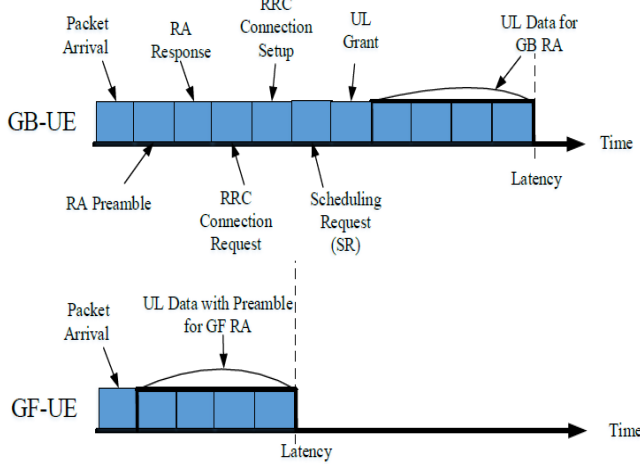 Packet
Arrival
RA
Response
RRC
Connection
Setup
UL
Grant
UL Data for
GB RA
GB-UE
Time
RA Preamble
RRC
Connection
Request
Scheduling
Request
(SR)
Latency
Packet
Arrival
UL Data with Preamble
for GF RA
GF-UE
Time
Latency